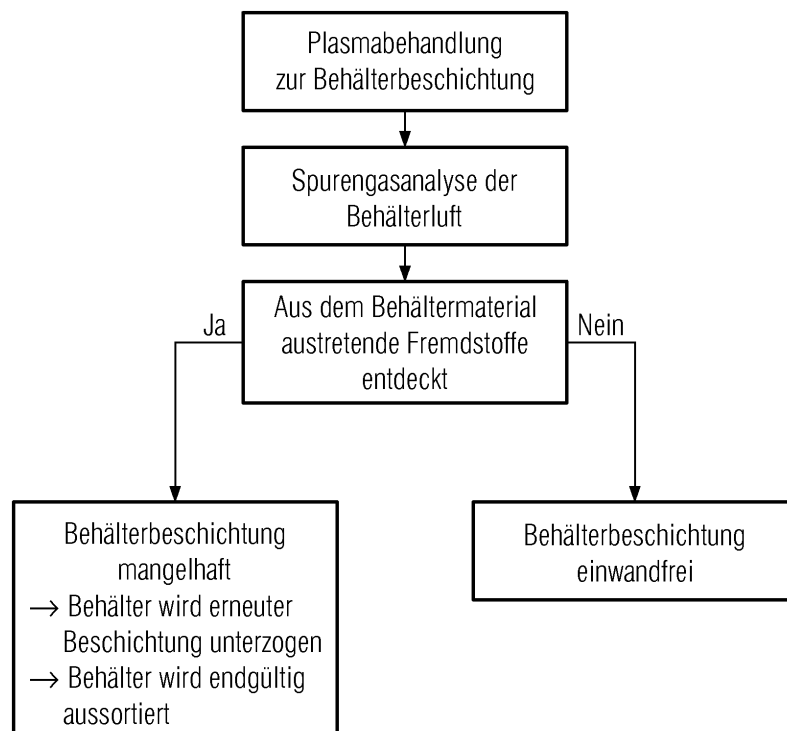 Plasmabehandlung
zur Behälterbeschichtung
Spurengasanalyse der
Behälterluft
Aus dem Behältermaterial
austretende Fremdstoffe
entdeckt
Ja
Nein
Behälterbeschichtung
mangelhaft
→ Behälter wird erneuter
Beschichtung unterzogen
→ Behälter wird endgültig
aussortiert
Behälterbeschichtung
einwandfrei